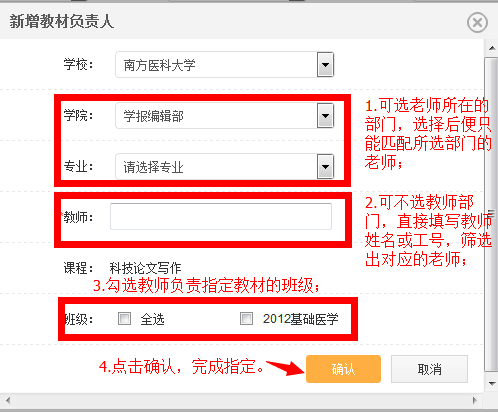 新增教材负责人
学校： 南方医科大学
学院： 学报编辑部
专业： 请选择专业
1.可选老师所在的
部门，选择后便只
能匹配所选部门的
老师；
教师：
2.可不选教师部
门，直接填写教师
姓名或工号，筛选
出对应的老师；
课程： 科技论文写作
3.勾选教师负责指定教材的班级；
班级： 全选 2012基础医学
4.点击确认，完成指定。
确认 取消